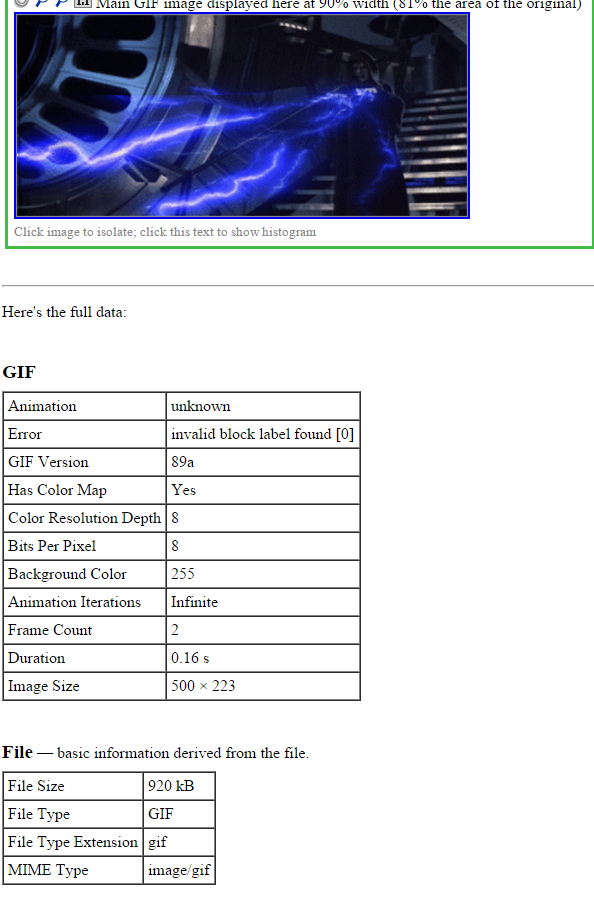 1:1 Main GIF image displayed here at 90% width (81% the area of the original)
Click image to isolate; click this text to show histogram
Here's the full data:
GIF
Animation unknown
Error invalid block label found [0]
GIF Version 89a
Has Color Map Yes
Color Resolution Depth 8
Bits Per Pixel 8
Background Color 255
Animation Iterations Infinite
Frame Count 2
Duration 0.16 s
Image Size 500 × 223
File — basic information derived from the file.
File Size 920 kB
File Type GIF
File Type Extension gif
MIME Type image/gif